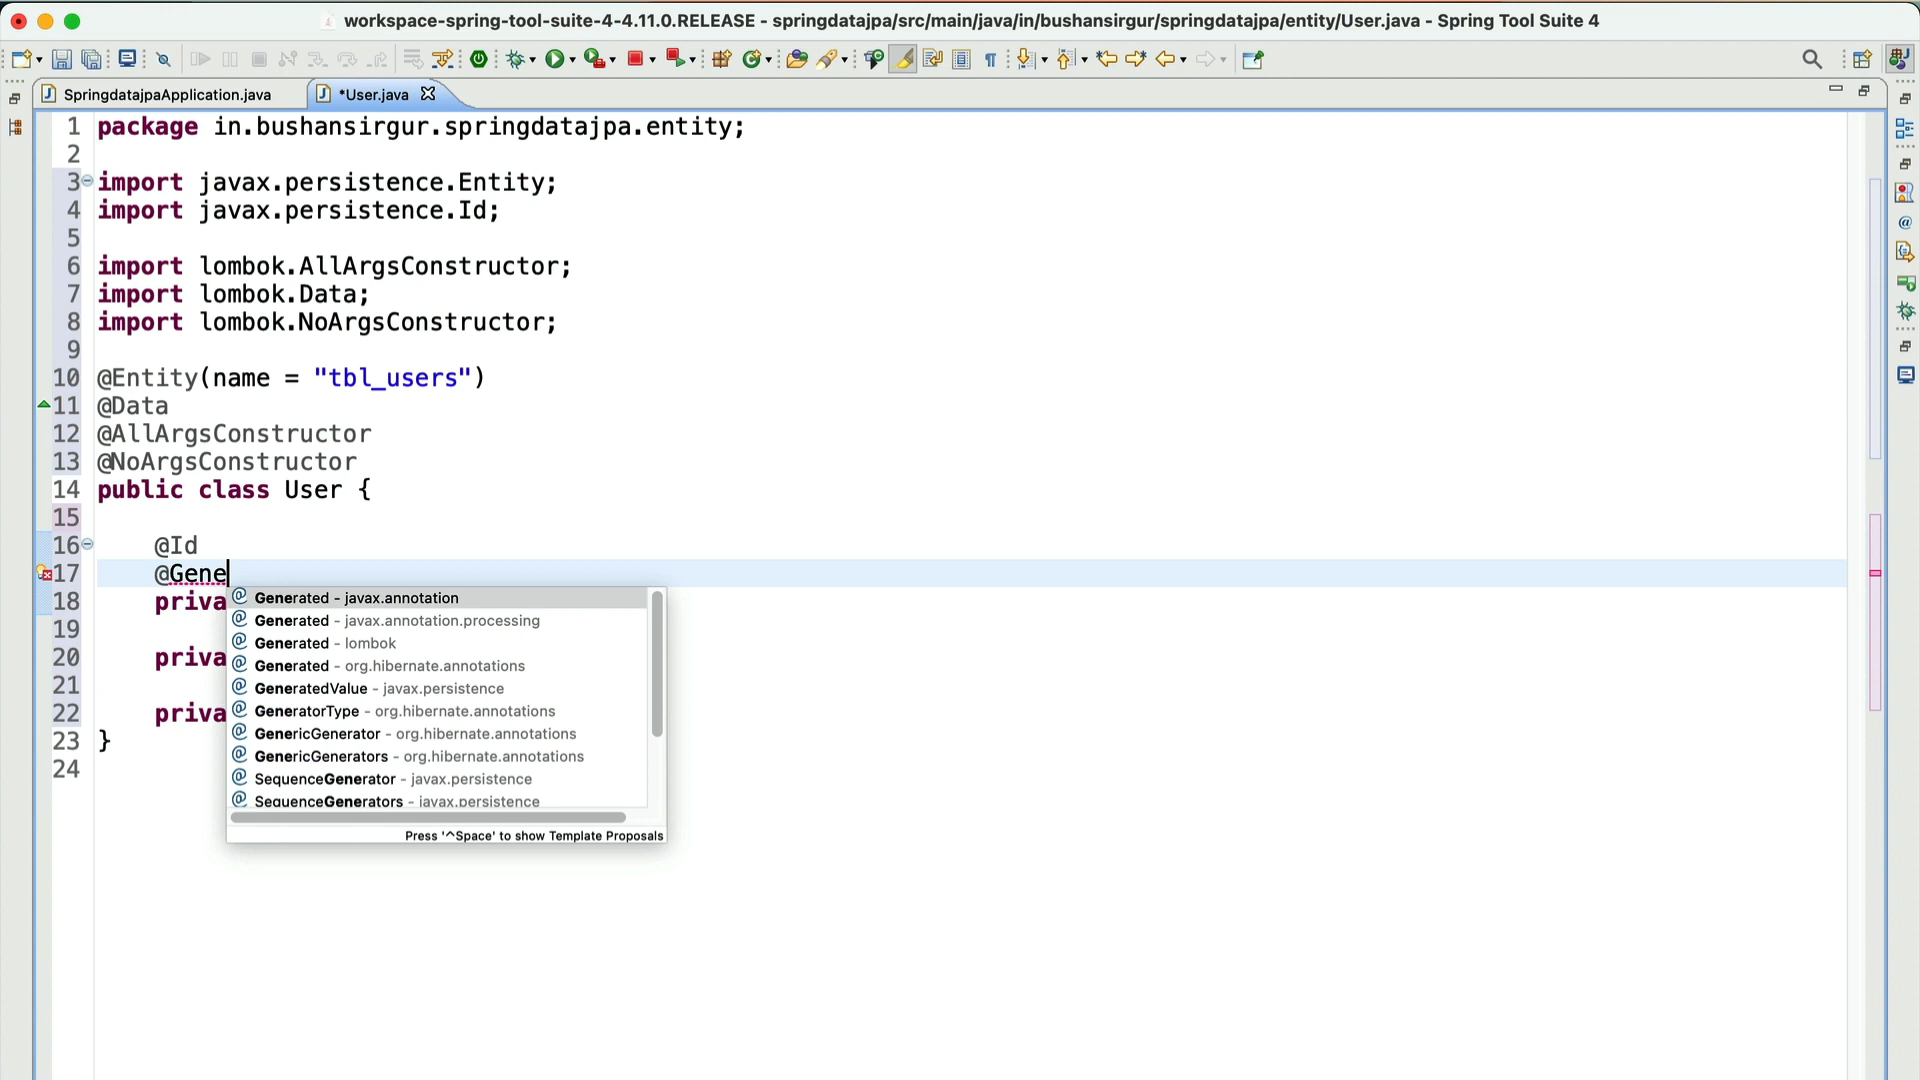 workspace-spring-tool-suite-4-4.11.0.RELEASE - springdatajpa/src/main/java/in/bushansirgur/springdatajpa/entity/User.java - Spring Tool Suite 4
SpringdatajpaApplication.java
*User.java
1 package in.bushansirgur.springdatajpa.entity;
2
3 import javax.persistence.Entity;
4 import javax.persistence.Id;
5
6 import lombok.AllArgsConstructor;
7 import lombok.Data;
8 import lombok.NoArgsConstructor;
9
10 @Entity(name = "tbl_users")
11 @Data
12 @AllArgsConstructor
13 @NoArgsConstructor
14 public class User {
15
16 @Id
17 @Gene
18 priva
19
20 priva
21
22 priva
23 }
24
Generated - javax.annotation
Generated - javax.annotation.processing
Generated - lombok
Generated - org.hibernate.annotations
GeneratedValue - javax.persistence
GeneratorType - org.hibernate.annotations
GenericGenerator - org.hibernate.annotations
GenericGenerators - org.hibernate.annotations
SequenceGenerator - javax.persistence
SequenceGenerators - javax.persistence
Press '^Space' to show Template Proposals